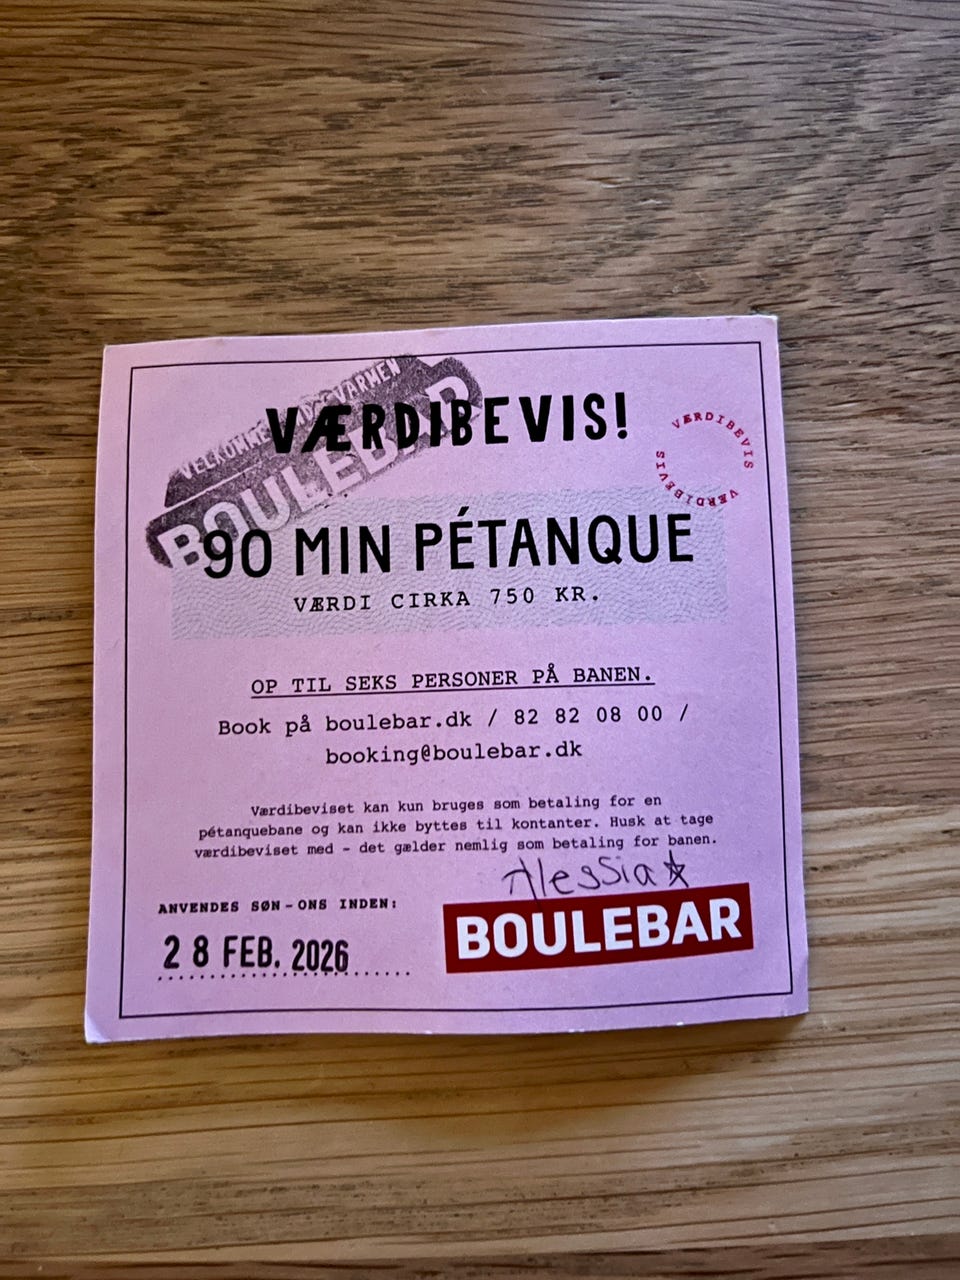 VELKOMMEN I VARMEN
BOULEBAR
VÆRDIBEVIS!
VÆRDIBEVIS VÆRDIBEVIS
90 MIN PÉTANQUE
VÆRDI CIRKA 750 KR.
OP TIL SEKS PERSONER PÅ BANEN.
Book på boulebar.dk / 82 82 08 00 /
booking@boulebar.dk
Værdibeviset kan kun bruges som betaling for en
pétanquebane og kan ikke byttes til kontanter. Husk at tage
værdibeviset med - det gælder nemlig som betaling for banen.
Alessia
ANVENDES SØN-ONS INDEN:
28 FEB. 2026
BOULEBAR